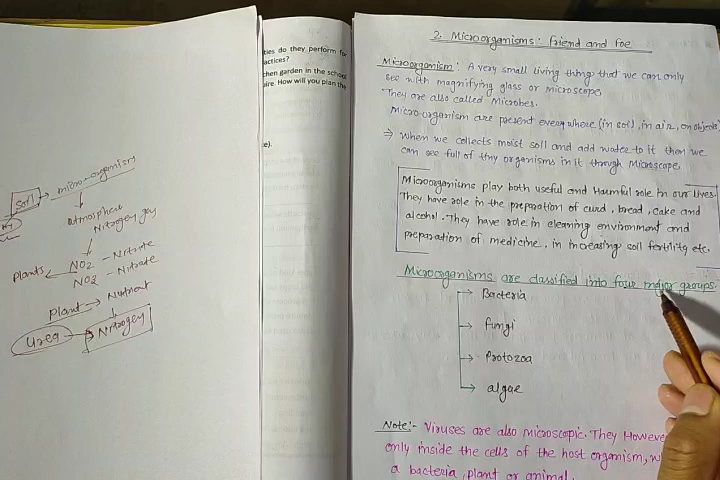 soil → micro-organism
atmosphere
Nitrogen gas
Plants ← NO2 - Nitrite
NO2 - Nitrate
Plant → Nutrient
Urea → Nitrogen
ties do they perform for
actices?
chen garden in the school
ire. How will you plan the
e).
2. Microorganisms: friend and foe
Microorganism: A very small living things that we can only
see with magnifying glass or microscope
They are also called Microbes.
Micro organism are present every where (in soil, in air, on objects
⇒ When we collects moist soil and add water to it then we
can see full of tiny organisms in it through Microscope.
Microorganisms play both useful and Harmful role in our lives.
They have role in the preparation of curd, bread, cake and
alcohol. They have role in cleaning environment and
preparation of medicine, in increasing soil fertility etc.
Microorganisms are classified into four major groups.
→ Bacteria
→ fungi
→ Protozoa
→ algae
Note:- Viruses are also microscopic. They Howeve
only inside the cells of the host organism, w
a bacteria, plant or animal.